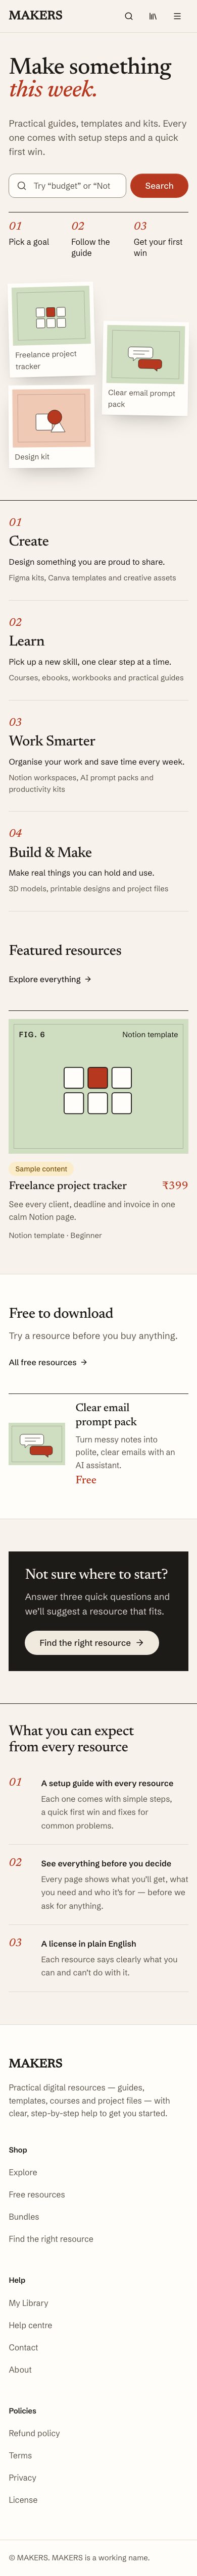 MAKERS
Make something
this week.
Practical guides, templates and kits. Every
one comes with setup steps and a quick
first win.
Try “budget” or “Not
Search
01
02
03
Pick a goal
Follow the
guide
Get your first
win
Freelance project
tracker
Clear email prompt
pack
Design kit
01
Create
Design something you are proud to share.
Figma kits, Canva templates and creative assets
02
Learn
Pick up a new skill, one clear step at a time.
Courses, ebooks, workbooks and practical guides
03
Work Smarter
Organise your work and save time every week.
Notion workspaces, AI prompt packs and
productivity kits
04
Build & Make
Make real things you can hold and use.
3D models, printable designs and project files
Featured resources
Explore everything →
FIG. 6
Notion template
Sample content
Freelance project tracker
₹399
See every client, deadline and invoice in one
calm Notion page.
Notion template · Beginner
Free to download
Try a resource before you buy anything.
All free resources →
Clear email
prompt pack
Turn messy notes into
polite, clear emails with an
AI assistant.
Free
Not sure where to start?
Answer three quick questions and
we’ll suggest a resource that fits.
Find the right resource →
What you can expect
from every resource
01
A setup guide with every resource
Each one comes with simple steps,
a quick first win and fixes for
common problems.
02
See everything before you decide
Every page shows what you’ll get, what
you need and who it’s for — before we
ask for anything.
03
A license in plain English
Each resource says clearly what you
can and can’t do with it.
MAKERS
Practical digital resources — guides,
templates, courses and project files — with
clear, step-by-step help to get you started.
Shop
Explore
Free resources
Bundles
Find the right resource
Help
My Library
Help centre
Contact
About
Policies
Refund policy
Terms
Privacy
License
© MAKERS. MAKERS is a working name.